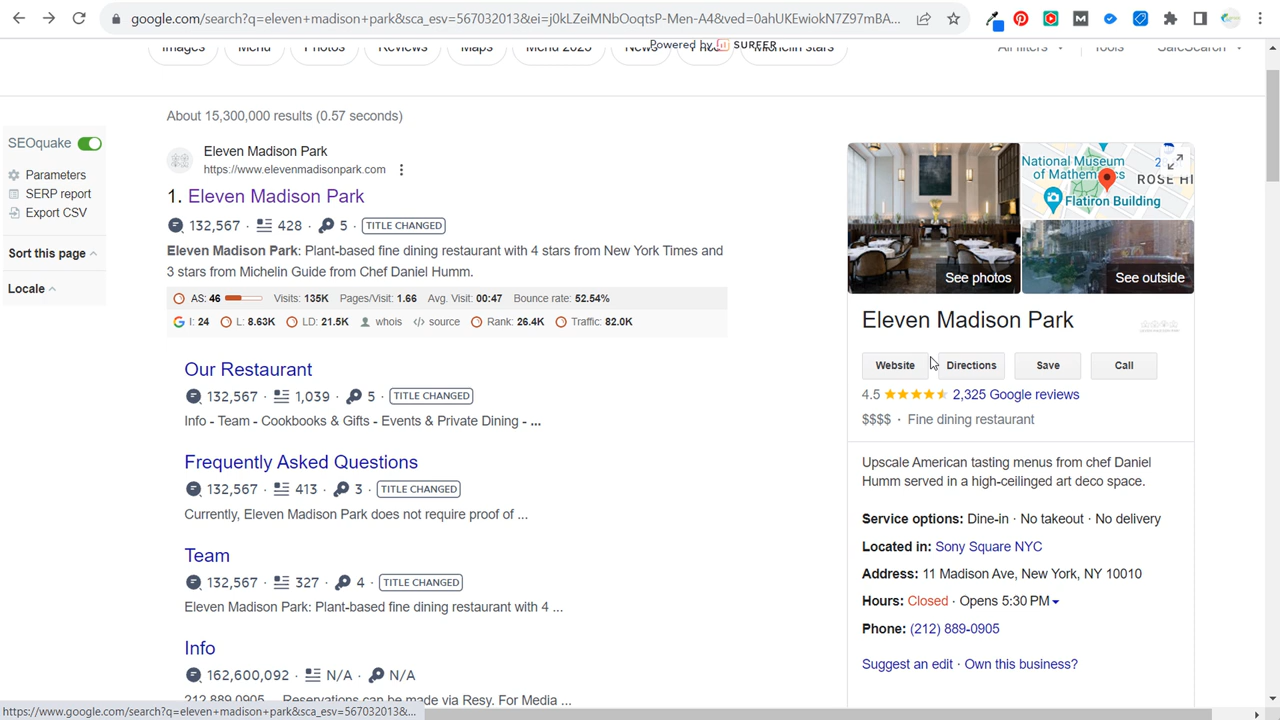 google.com/search?q=eleven+madison+park&sca_esv=567032013&ei=j0kLZeiMNbOoqtsP-Men-A4&ved=0ahUKEwiokN7Z97mBA...
Images
Menu
Photos
Reviews
Maps
Menu 2023
News
Michelin stars
Powered by SURFER
All filters
Tools
SafeSearch
About 15,300,000 results (0.57 seconds)
SEOquake
Parameters
SERP report
Export CSV
Sort this page
Locale
Eleven Madison Park
https://www.elevenmadisonpark.com
1. Eleven Madison Park
132,567 · 428 · 5 · TITLE CHANGED
Eleven Madison Park: Plant-based fine dining restaurant with 4 stars from New York Times and
3 stars from Michelin Guide from Chef Daniel Humm.
AS: 46 Visits: 135K Pages/Visit: 1.66 Avg. Visit: 00:47 Bounce rate: 52.54%
I: 24 L: 8.63K LD: 21.5K whois source Rank: 26.4K Traffic: 82.0K
Our Restaurant
132,567 · 1,039 · 5 · TITLE CHANGED
Info - Team - Cookbooks & Gifts - Events & Private Dining - ...
Frequently Asked Questions
132,567 · 413 · 3 · TITLE CHANGED
Currently, Eleven Madison Park does not require proof of ...
Team
132,567 · 327 · 4 · TITLE CHANGED
Eleven Madison Park: Plant-based fine dining restaurant with 4 ...
Info
162,600,092 · N/A · N/A
212.889.0905. Reservations can be made via Resy. For Media ...
National Museum
of Mathematics
ROSE HI
Flatiron Building
See photos
See outside
Eleven Madison Park
Website
Directions
Save
Call
4.5 2,325 Google reviews
$$$$ · Fine dining restaurant
Upscale American tasting menus from chef Daniel
Humm served in a high-ceilinged art deco space.
Service options: Dine-in · No takeout · No delivery
Located in: Sony Square NYC
Address: 11 Madison Ave, New York, NY 10010
Hours: Closed · Opens 5:30 PM
Phone: (212) 889-0905
Suggest an edit · Own this business?
https://www.google.com/search?q=eleven+madison+park&sca_esv=567032013&...